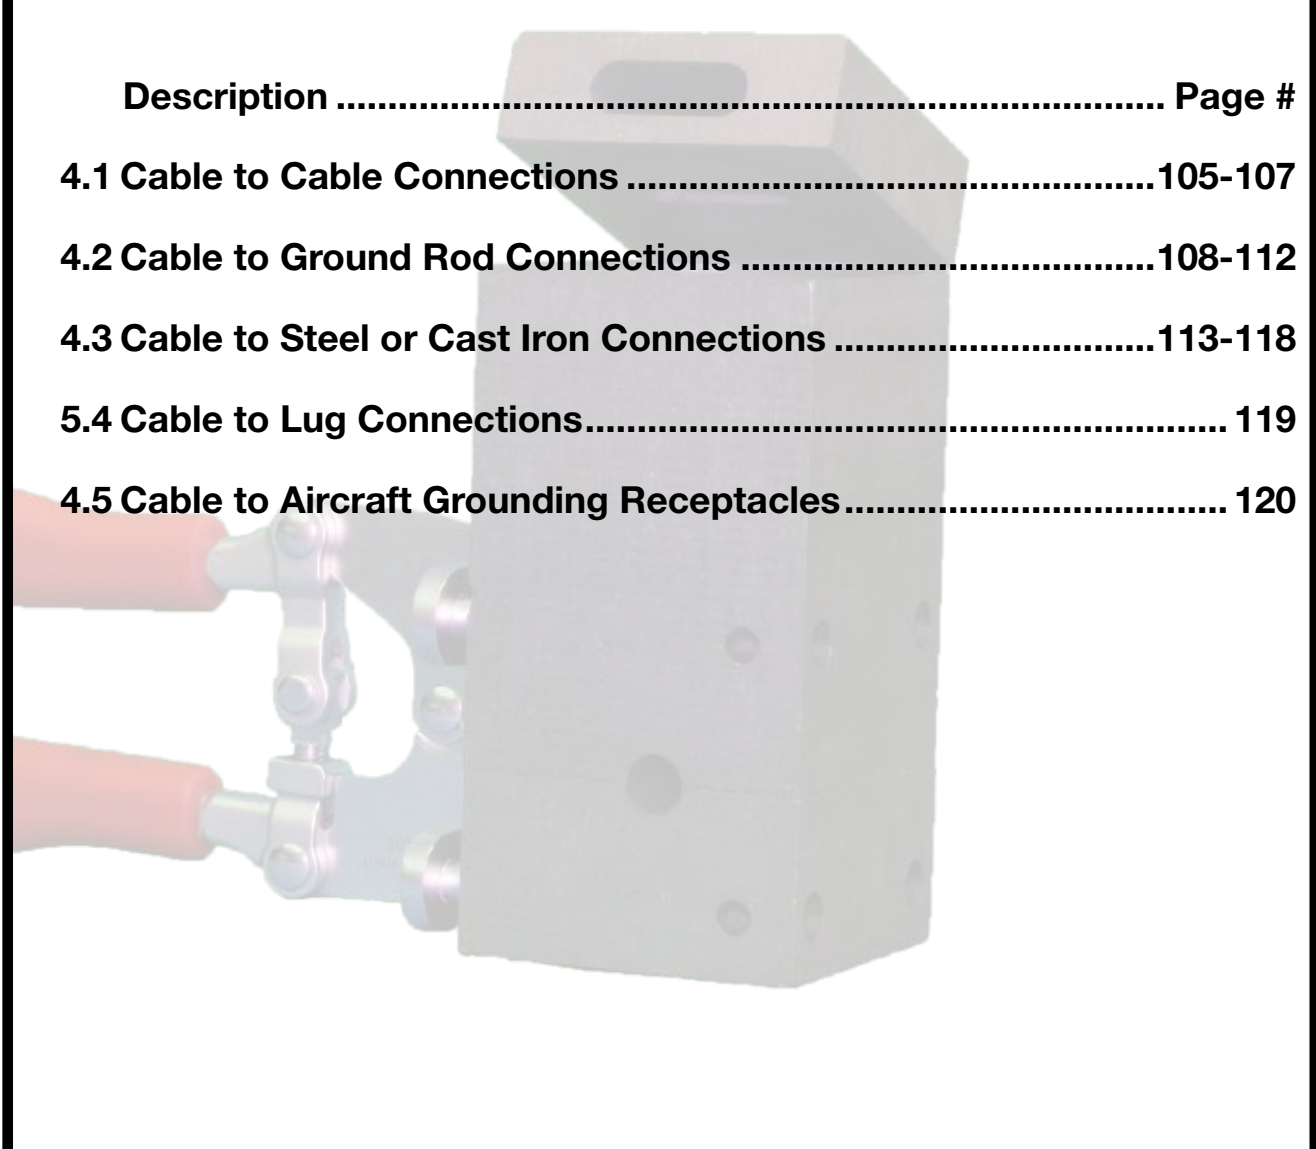 Description ................................................................................ Page #
4.1 Cable to Cable Connections ...................................................105-107
4.2 Cable to Ground Rod Connections ........................................108-112
4.3 Cable to Steel or Cast Iron Connections ...............................113-118
5.4 Cable to Lug Connections.............................................................. 119
4.5 Cable to Aircraft Grounding Receptacles..................................... 120